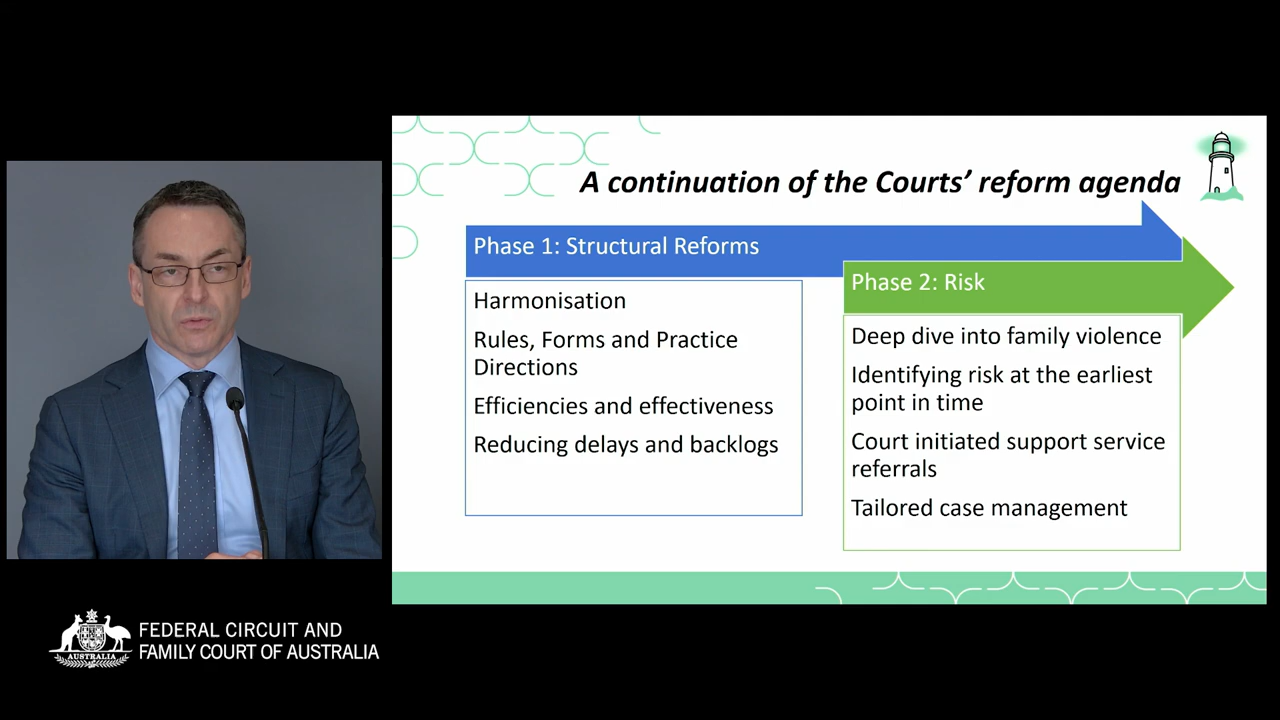 A continuation of the Courts’ reform agenda
Phase 1: Structural Reforms
Harmonisation
Rules, Forms and Practice
Directions
Efficiencies and effectiveness
Reducing delays and backlogs
Phase 2: Risk
Deep dive into family violence
Identifying risk at the earliest
point in time
Court initiated support service
referrals
Tailored case management
AUSTRALIA
FEDERAL CIRCUIT AND
FAMILY COURT OF AUSTRALIA